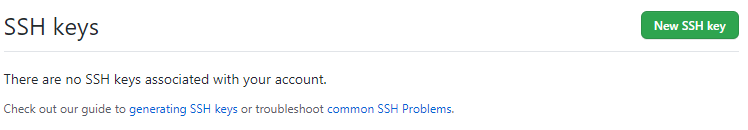 SSH keys
New SSH key
There are no SSH keys associated with your account.
Check out our guide to generating SSH keys or troubleshoot common SSH Problems.